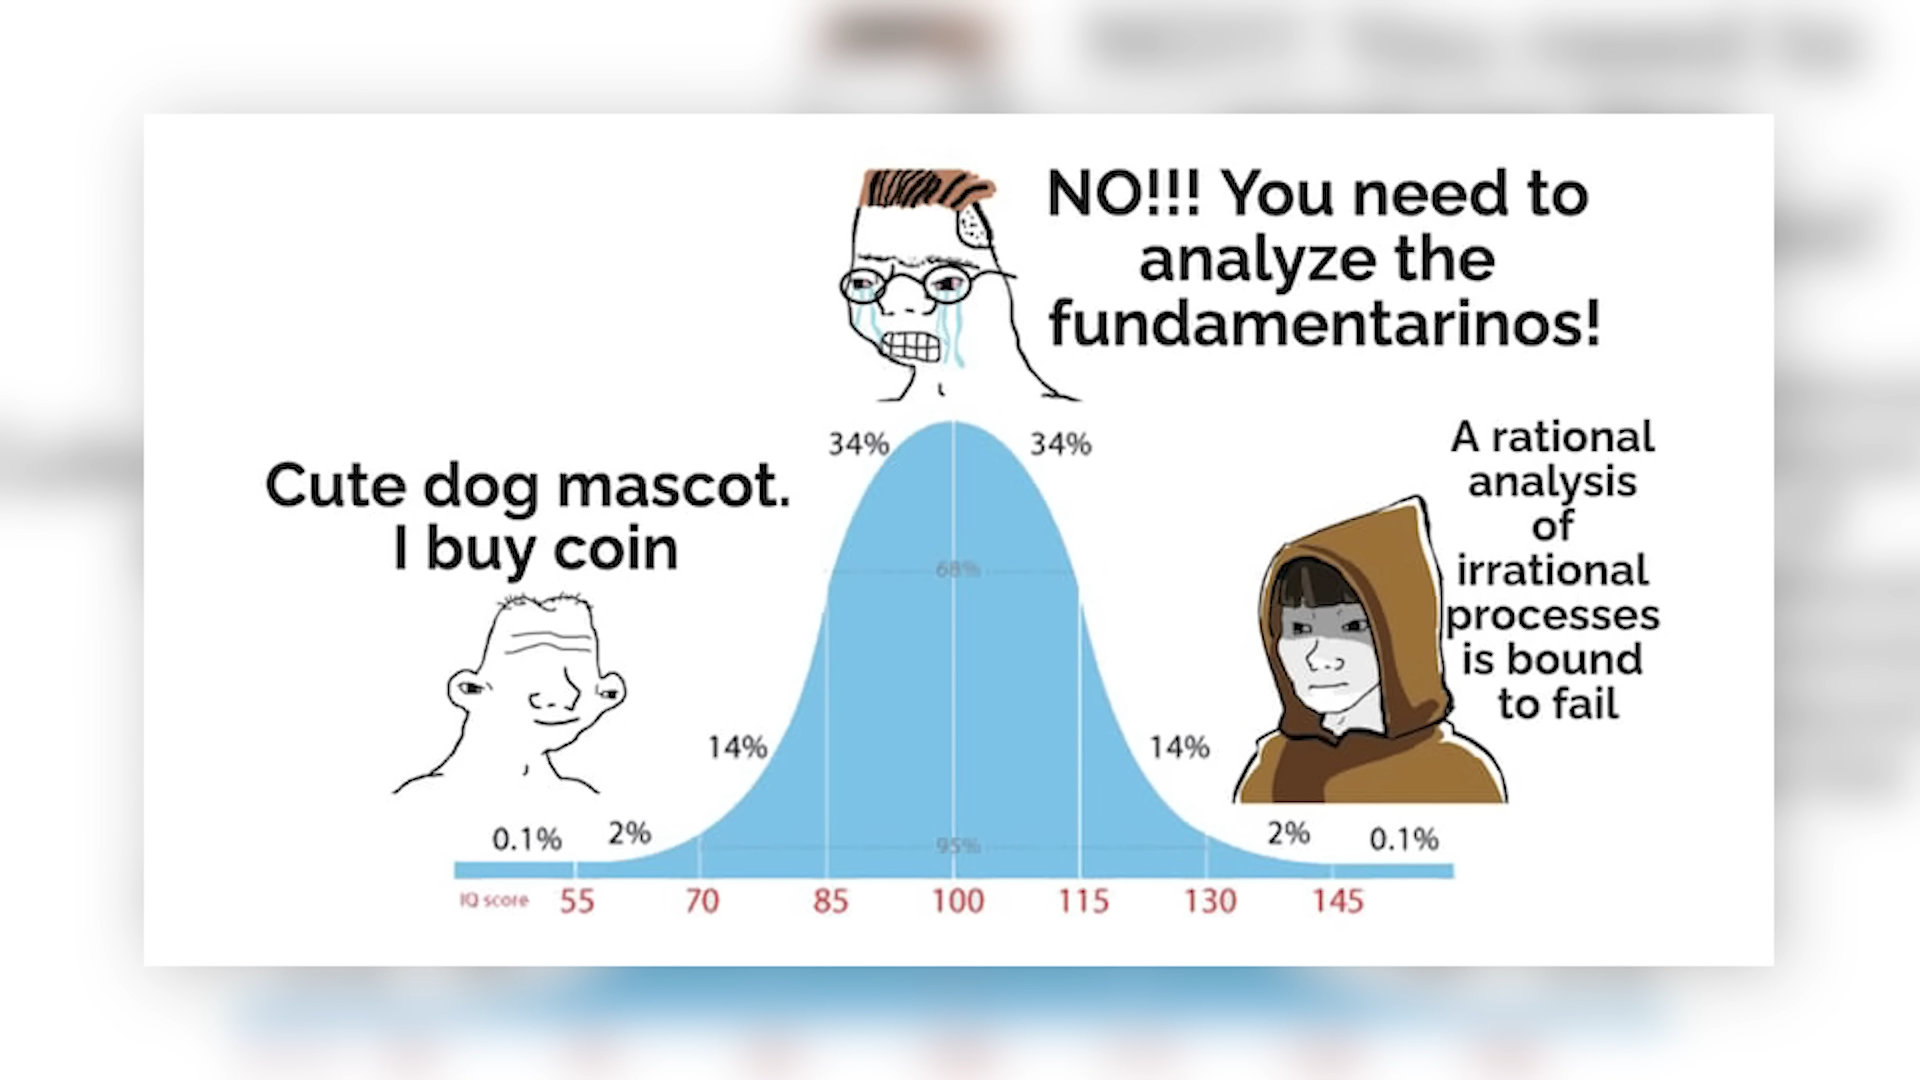 NO!!! You need to
analyze the
fundamentarinos!
Cute dog mascot.
I buy coin
A rational
analysis
of
irrational
processes
is bound
to fail
34%
34%
68%
14%
14%
0.1%
2%
95%
2%
0.1%
IQ score 55 70 85 100 115 130 145